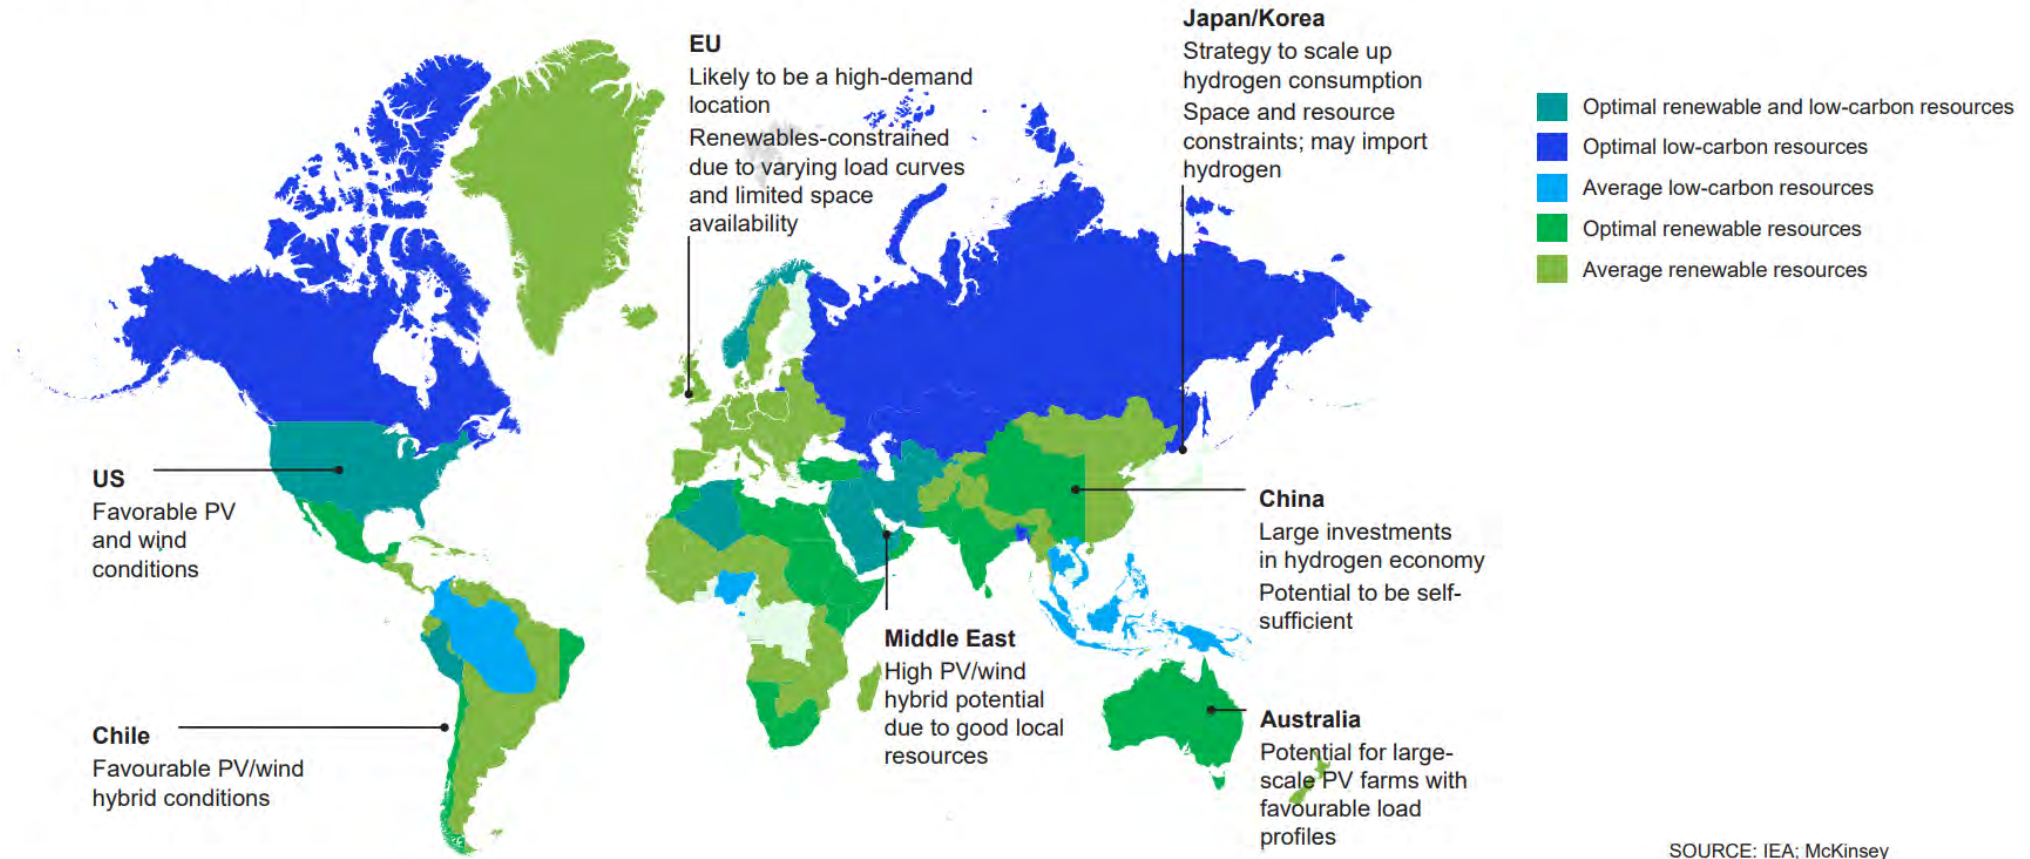 Japan/Korea
Strategy to scale up
hydrogen consumption
Space and resource
constraints; may import
hydrogen
EU
Likely to be a high-demand
location
Renewables-constrained
due to varying load curves
and limited space
availability
Optimal renewable and low-carbon resources
Optimal low-carbon resources
Average low-carbon resources
Optimal renewable resources
Average renewable resources
US
Favorable PV
and wind
conditions
China
Large investments
in hydrogen economy
Potential to be self-
sufficient
Middle East
High PV/wind
hybrid potential
due to good local
resources
Chile
Favourable PV/wind
hybrid conditions
Australia
Potential for large-
scale PV farms with
favourable load
profiles
SOURCE: IEA; McKinsey